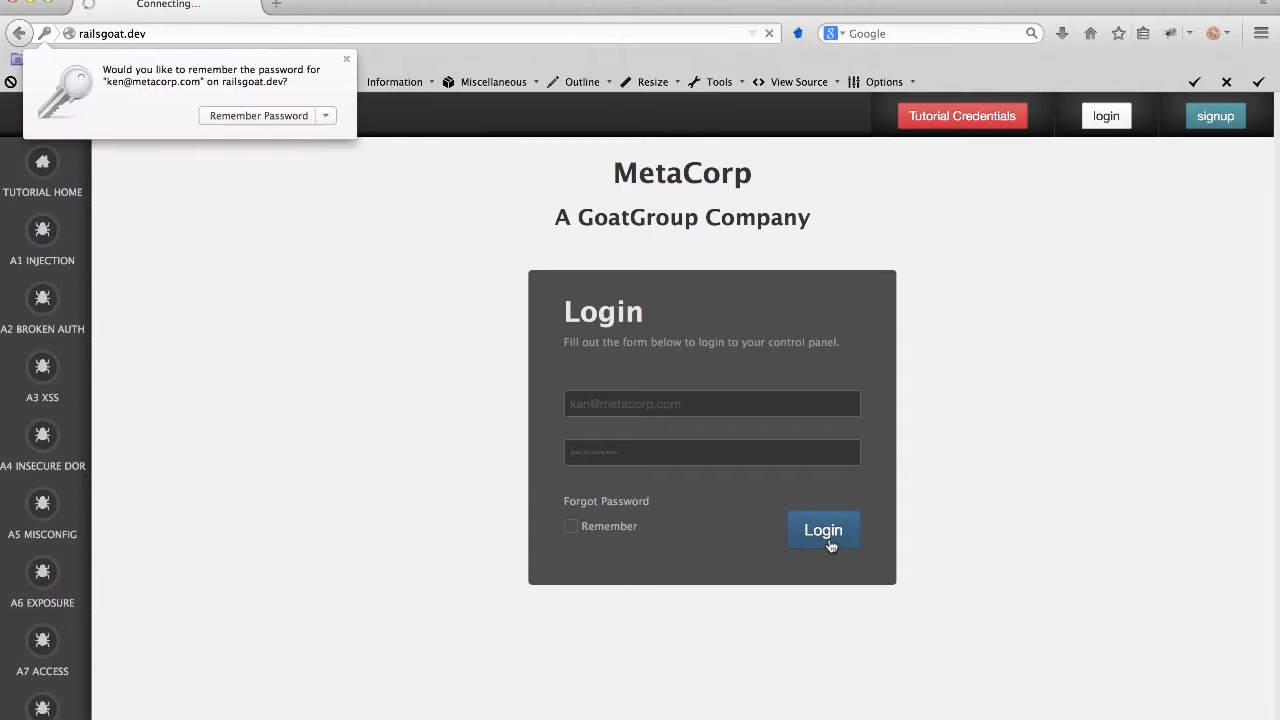 Connecting...
railsgoat.dev
Google
Would you like to remember the password for
"ken@metacorp.com" on railsgoat.dev?
Remember Password
Information
Miscellaneous
Outline
Resize
Tools
View Source
Options
Tutorial Credentials
login
signup
TUTORIAL HOME
A1 INJECTION
A2 BROKEN AUTH
A3 XSS
A4 INSECURE DOR
A5 MISCONFIG
A6 EXPOSURE
A7 ACCESS
MetaCorp
A GoatGroup Company
Login
Fill out the form below to login to your control panel.
ken@metacorp.com
Forgot Password
Remember
Login